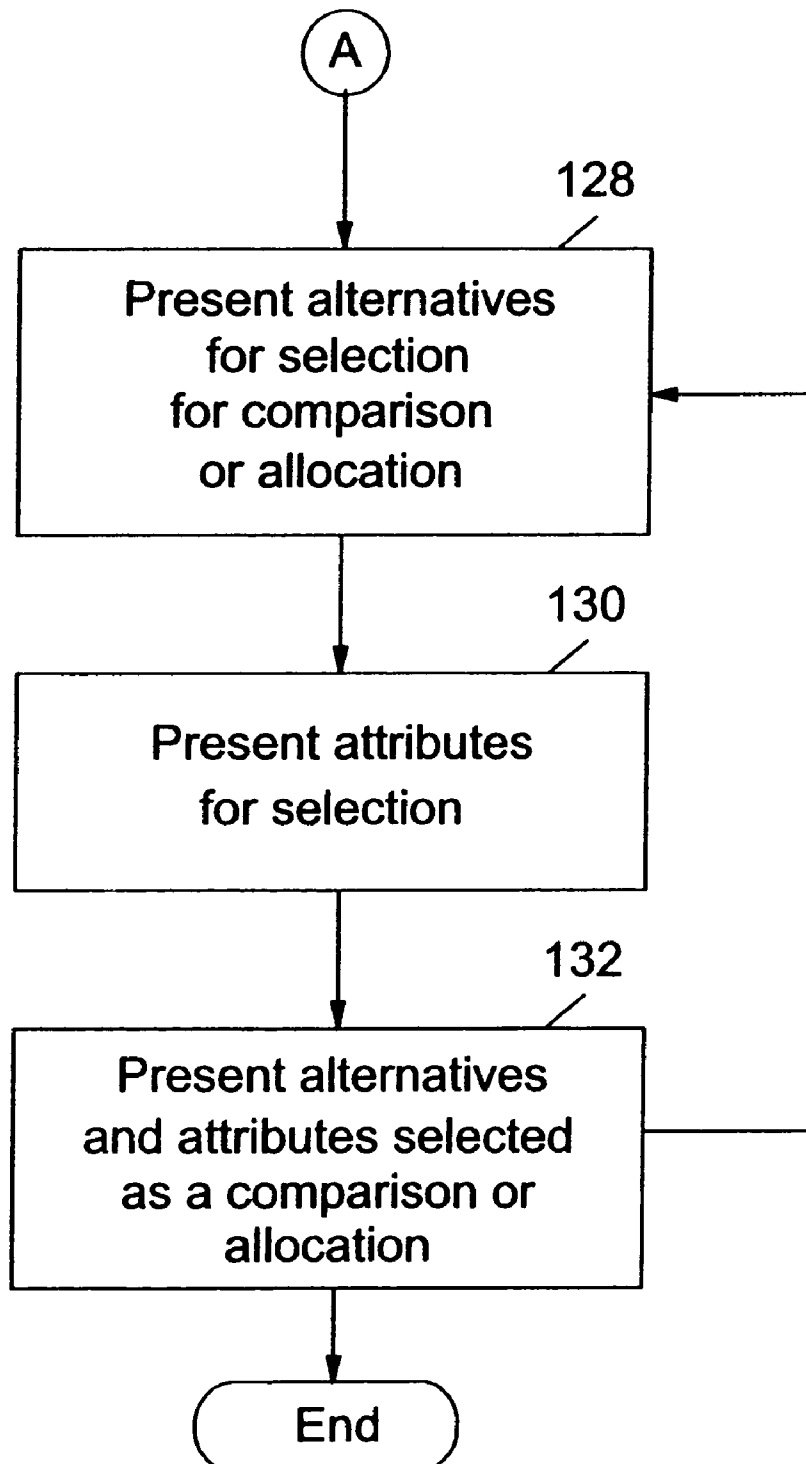 A
128
Present alternatives
for selection
for comparison
or allocation
130
Present attributes
for selection
132
Present alternatives
and attributes selected
as a comparison or
allocation
End